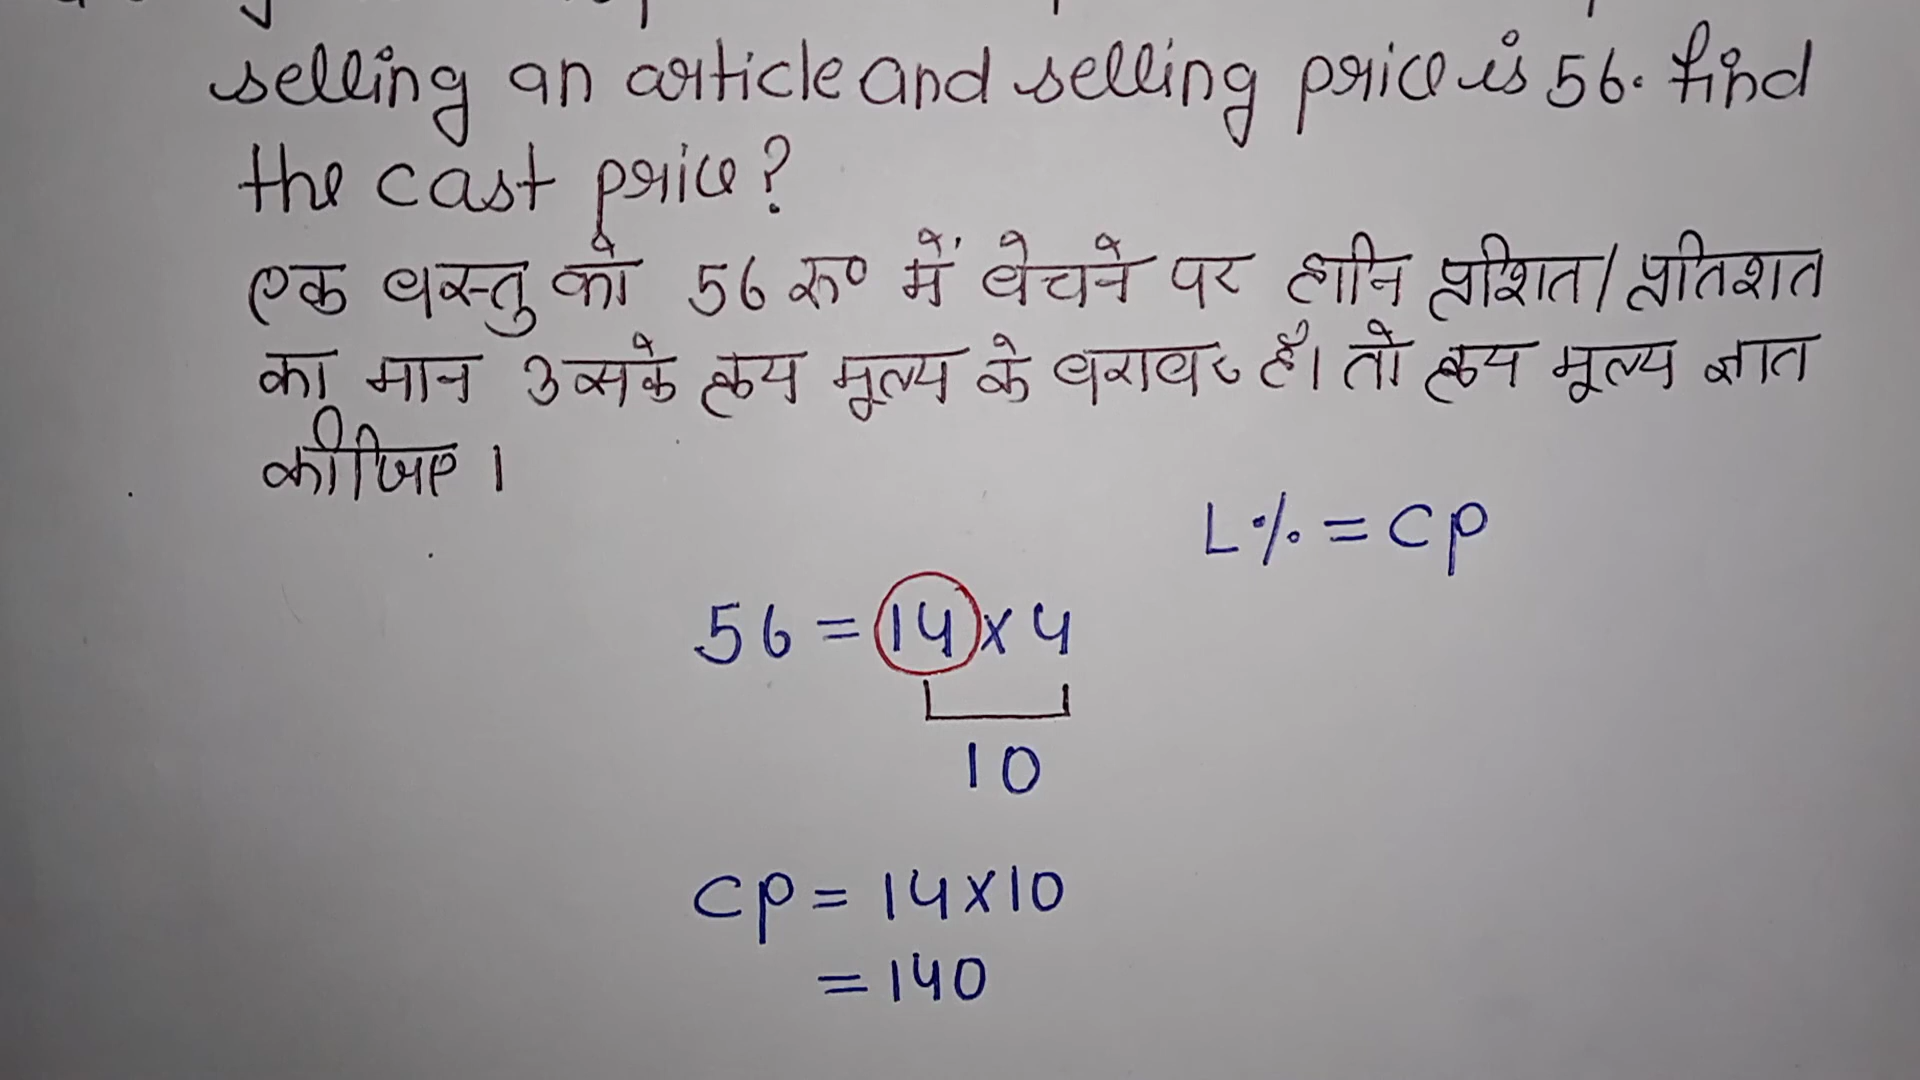 selling an article and selling price is 56. find
the cast price?
एक वस्तु को 56 रू० में बेचने पर हानि प्रतिशत / प्रतिशत
का मान उसके क्रय मूल्य के बराबर है। तो क्रय मूल्य ज्ञात
कीजिए।
L% = CP
56 = 14 x 4
10
CP = 14 x 10
= 140